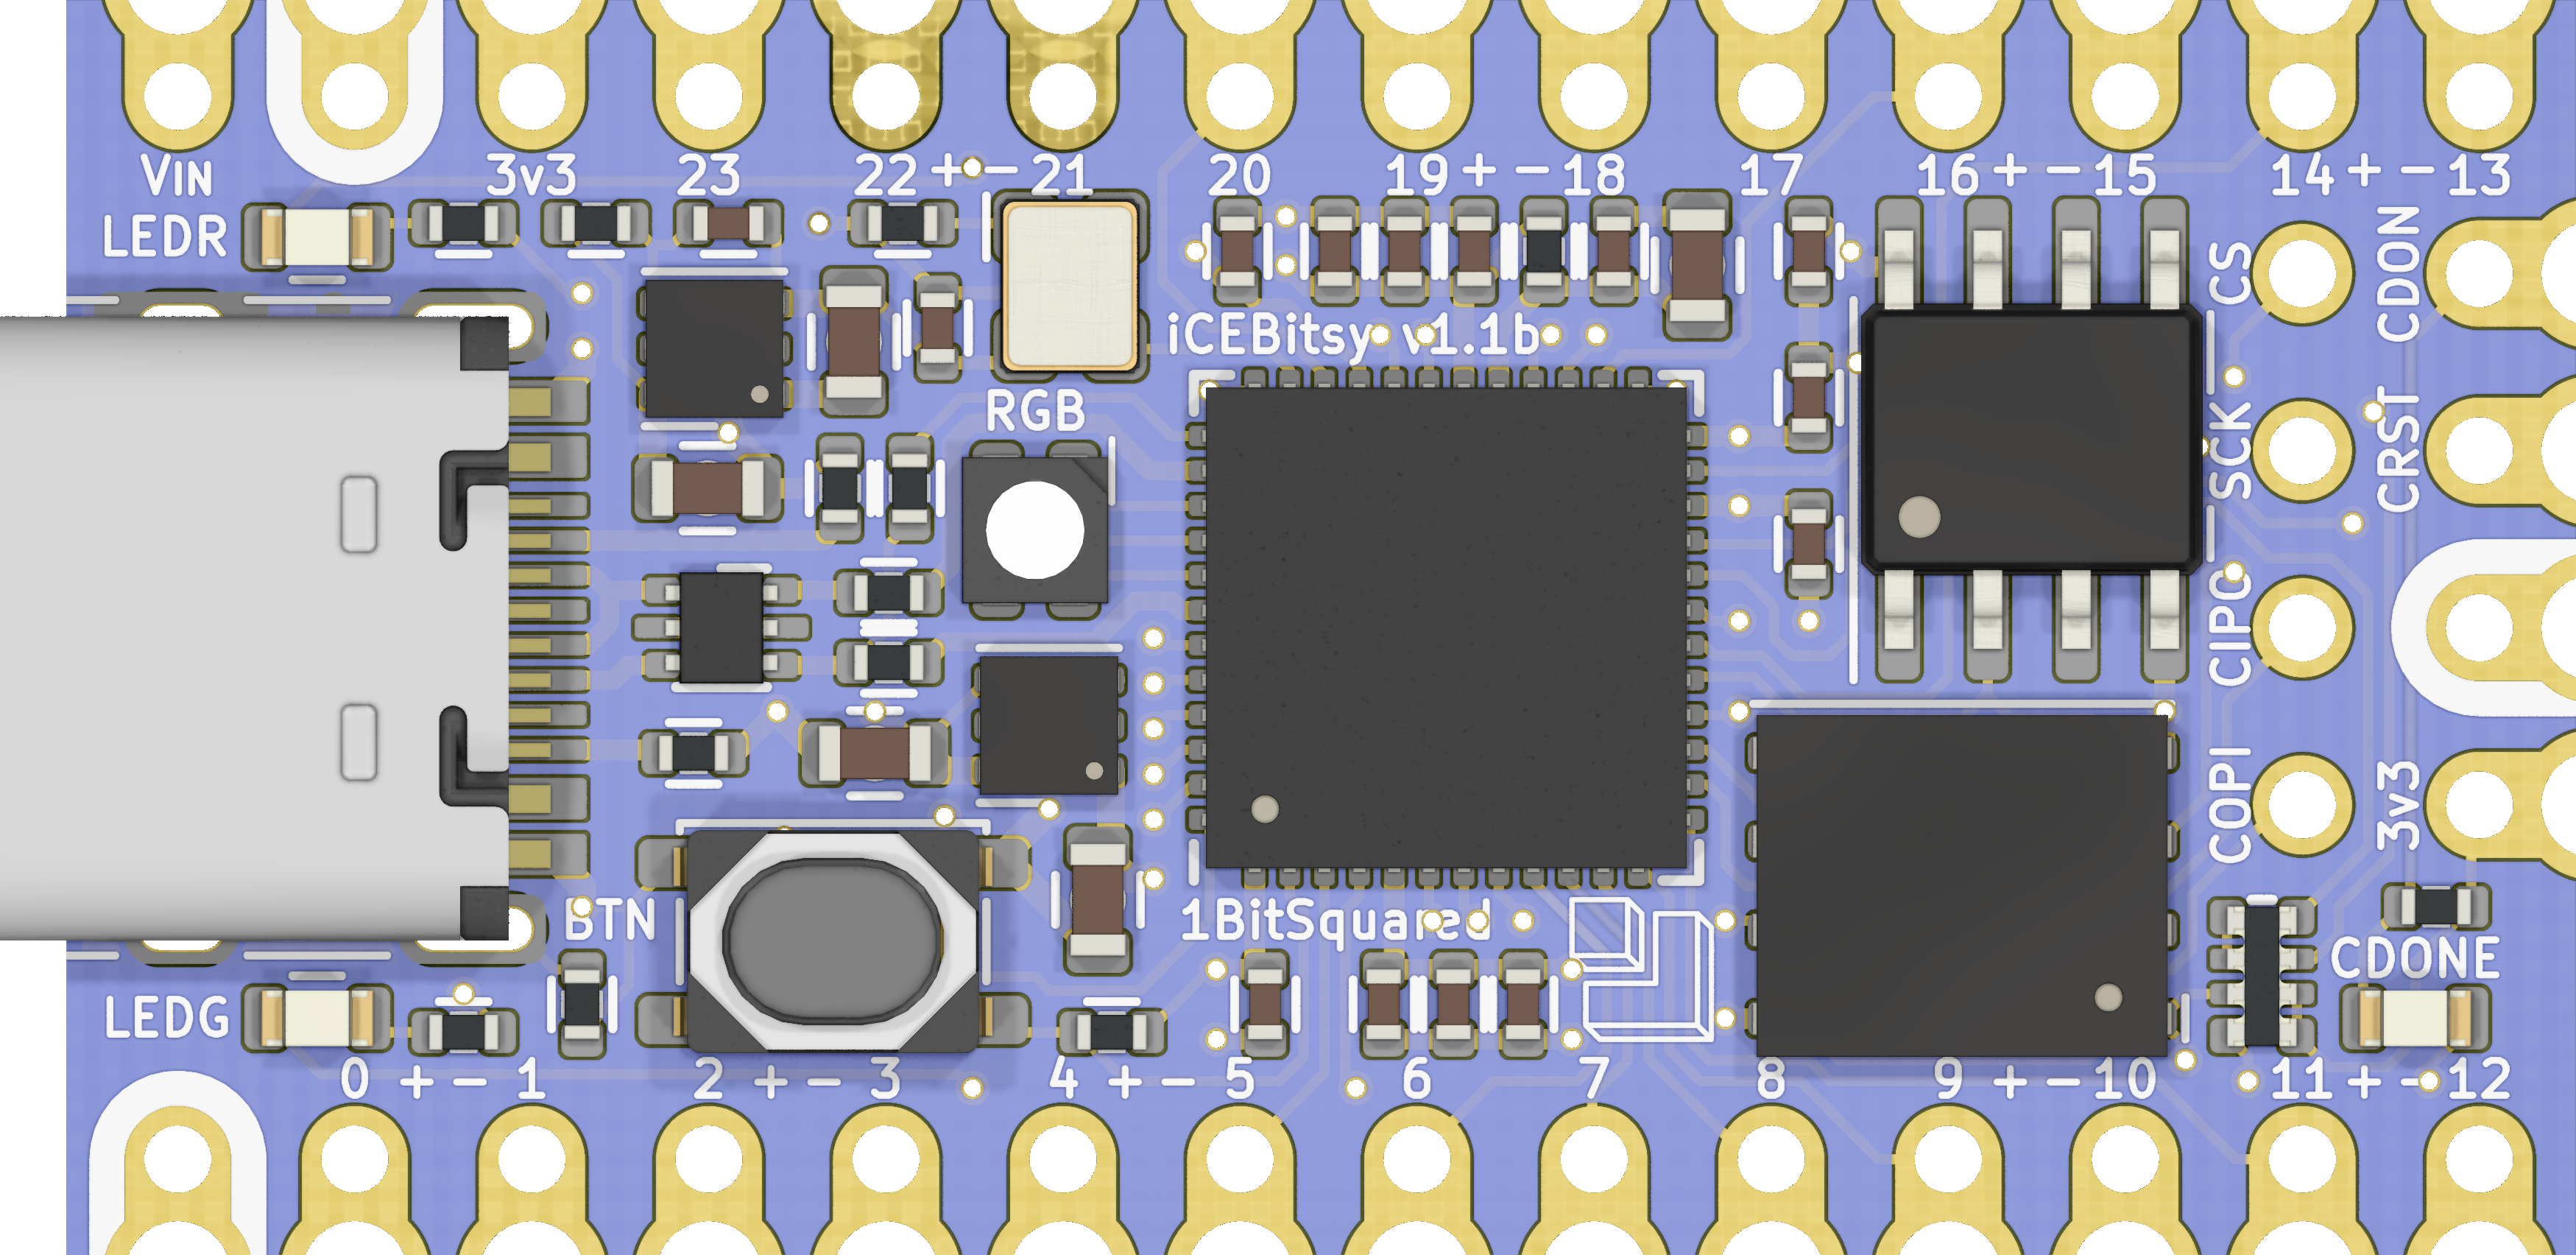 VIN 3v3 23 22 + - 21 20 19 + - 18 17 16 + - 15 14 + - 13
LEDR
CS
CDON
iCEBitsy v1.1b
RGB
SCK
CRST
CIPO
COPI
3v3
BTN
1BitSquared
CDONE
LEDG
0 + - 1 2 + - 3 4 + - 5 6 7 8 9 + - 10 11 + - 12